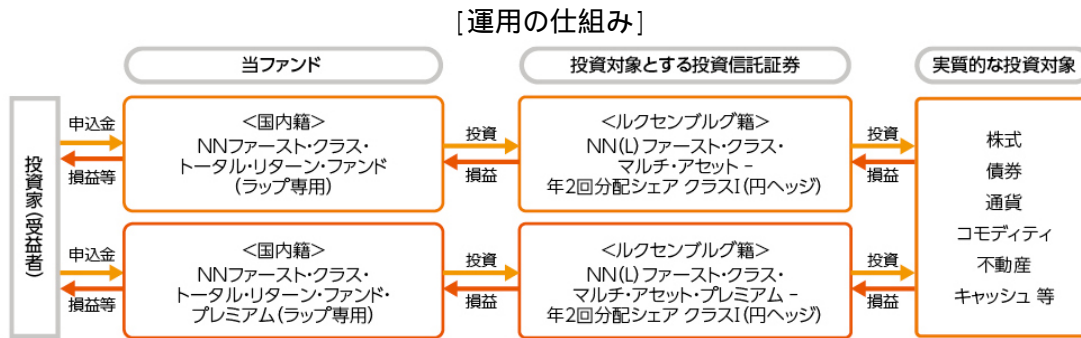 [運用の仕組み]
当ファンド
投資対象とする投資信託証券
実質的な投資対象
投資家(受益者)
申込金
損益等
<国内籍>
NNファースト・クラス・
トータル・リターン・ファンド
(ラップ専用)
投資
損益
<ルクセンブルグ籍>
NN(L)ファースト・クラス・
マルチ・アセット −
年2回分配シェア クラスI(円ヘッジ)
投資
損益
申込金
損益等
<国内籍>
NNファースト・クラス・
トータル・リターン・ファンド・
プレミアム(ラップ専用)
投資
損益
<ルクセンブルグ籍>
NN(L)ファースト・クラス・
マルチ・アセット・プレミアム −
年2回分配シェア クラスI(円ヘッジ)
投資
損益
株式
債券
通貨
コモディティ
不動産
キャッシュ 等